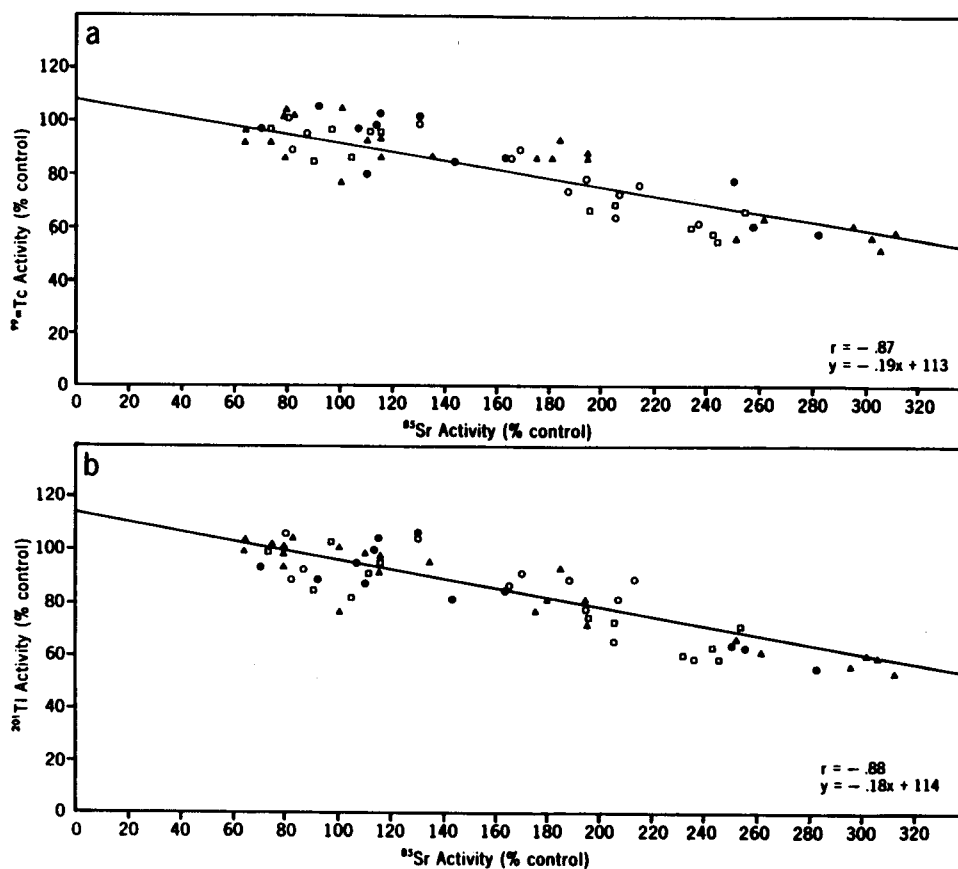 a
120
100
80
60
40
20
0
⁹⁹ᵐTc Activity (% control)
r = – .87
y = – .19x + 113
0 20 40 60 80 100 120 140 160 180 200 220 240 260 280 300 320
⁸⁵Sr Activity (% control)
b
120
100
80
60
40
20
0
²⁰¹Tl Activity (% control)
r = – .88
y = – .18x + 114
0 20 40 60 80 100 120 140 160 180 200 220 240 260 280 300 320
⁸⁵Sr Activity (% control)